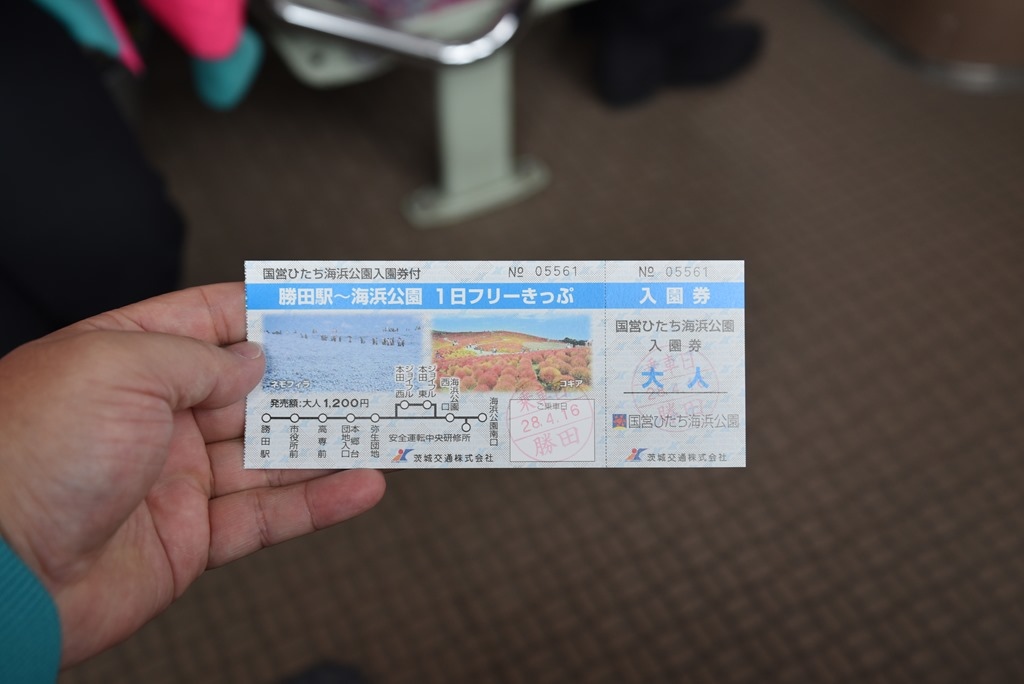 国営ひたち海浜公園入園券付
№ 05561
勝田駅～海浜公園 1日フリーきっぷ
ネモフィラ
コキア
発売額:大人1,200円
勝田駅
市役所前
高専前
団地入口
本郷台
弥生団地
ジョイフル本田西
ジョイフル本田東
海浜公園西口
安全運転中央研修所
海浜公園南口
茨城交通株式会社
ご乗車日
乗車日
28.4.16
勝田
№ 05561
入園券
国営ひたち海浜公園
入園券
大人
国営ひたち海浜公園
茨城交通株式会社